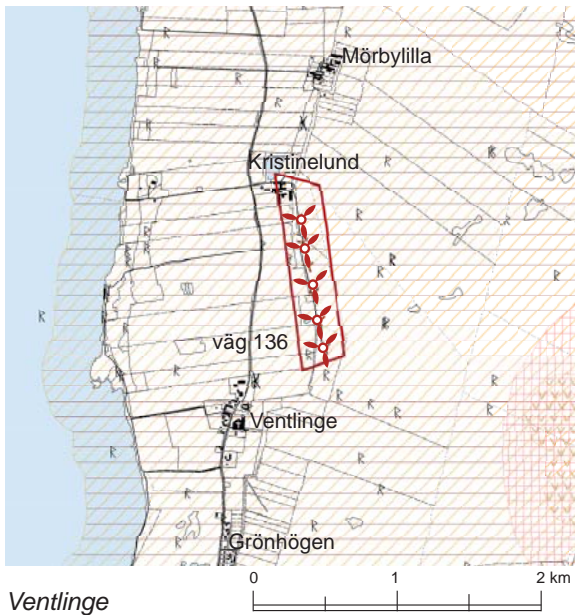 Mörbylilla
Kristinelund
väg 136
Ventlinge
Grönhögen
0 1 2 km
Ventlinge